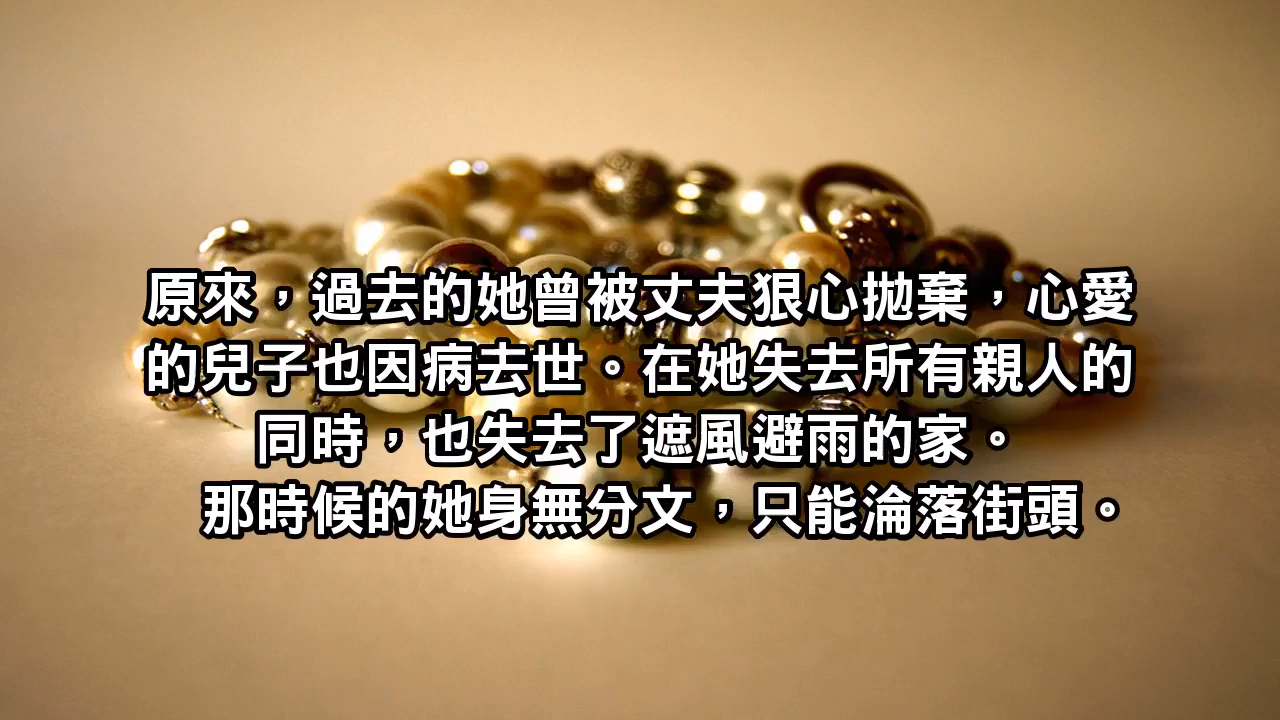 原來，過去的她曾被丈夫狠心拋棄，心愛
的兒子也因病去世。在她失去所有親人的
同時，也失去了遮風避雨的家。
那時候的她身無分文，只能淪落街頭。